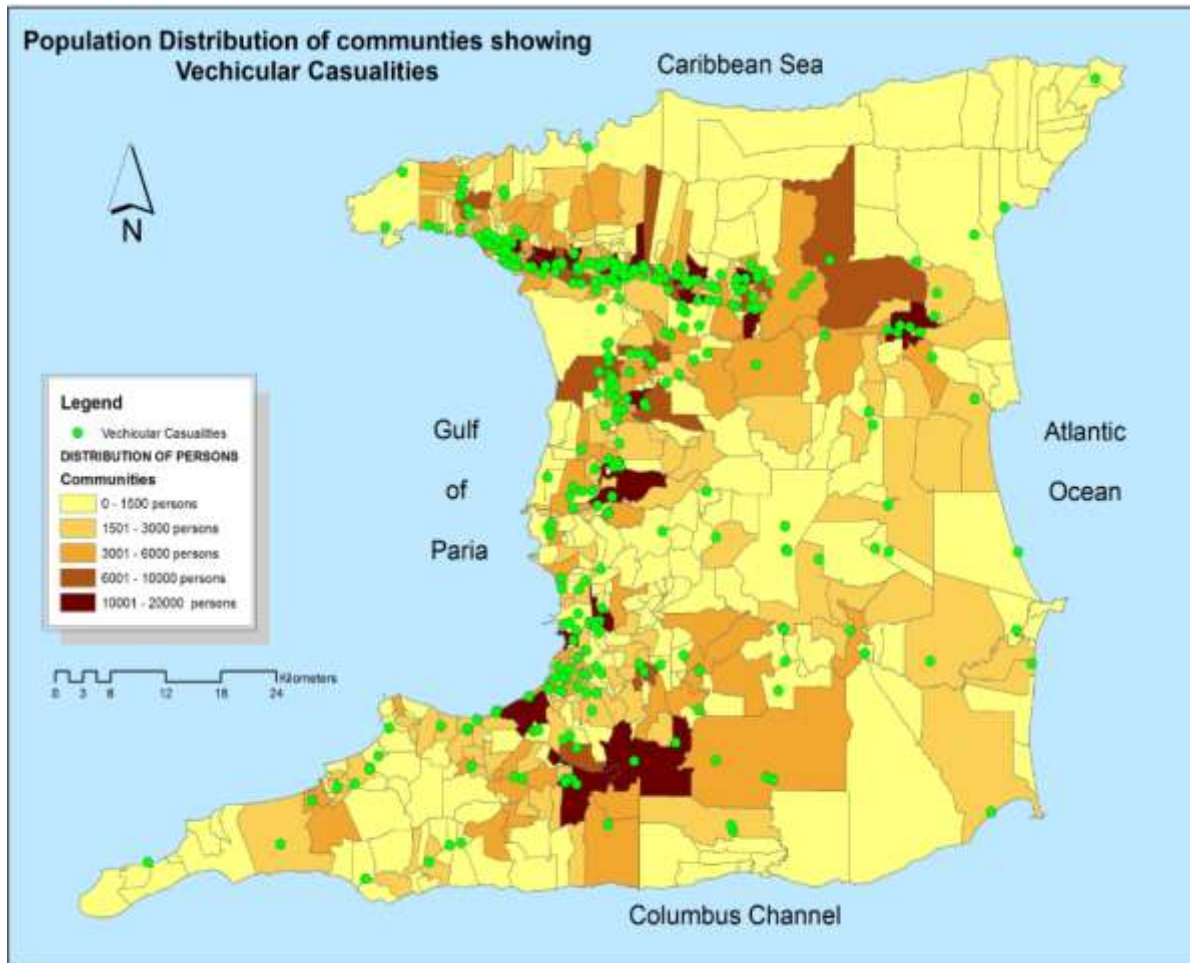 Population Distribution of communties showing
Vechicular Casualities
Caribbean Sea
N
Legend
Vechicular Casualities
DISTRIBUTION OF PERSONS
Communities
0 - 1500 persons
1501 - 3000 persons
3001 - 6000 persons
6001 - 10000 persons
10001 - 20000 persons
Gulf
of
Paria
Atlantic
Ocean
Kilometers
0 3 6 12 18 24
Columbus Channel